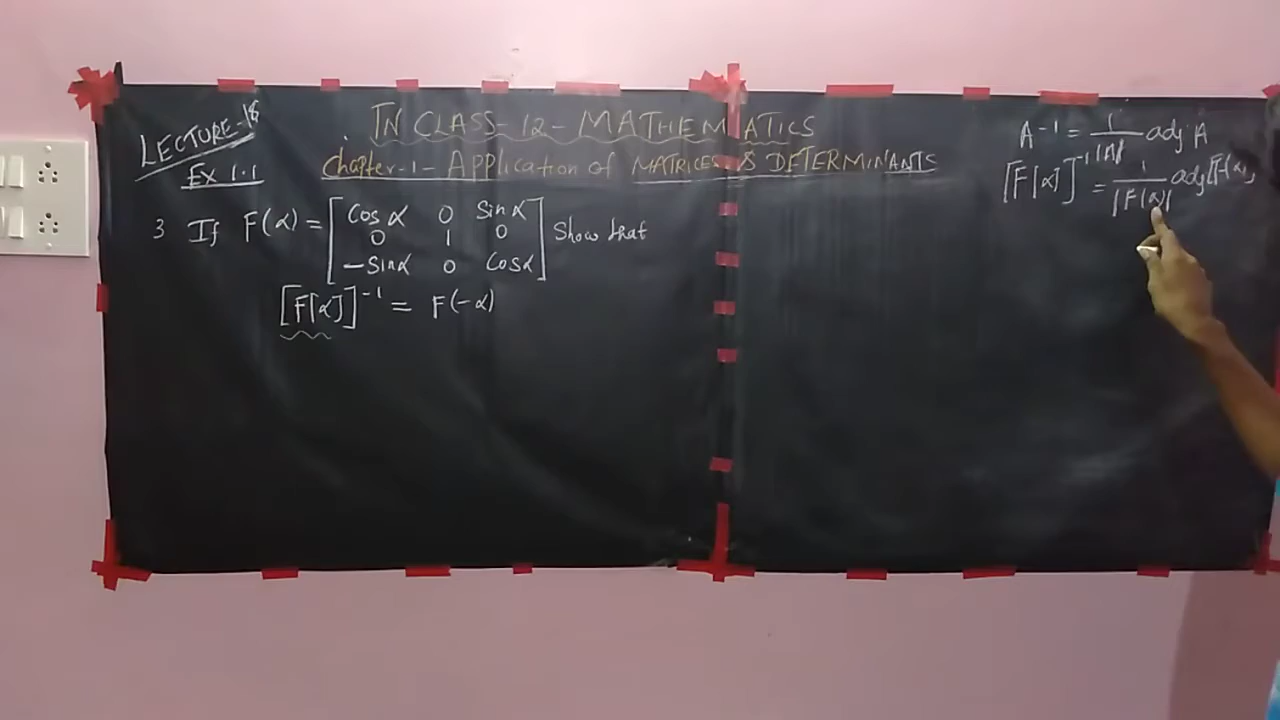 LECTURE-18
Ex 1.1
TN CLASS-12-MATHEMATICS
Chapter-1-Application of MATRICES & DETERMINANTS
3 If F(α) = [ Cos α 0 Sin α
0 1 0
-Sin α 0 Cos α ] Show that
[F[α]]⁻¹ = F(-α)
A⁻¹ = 1/|A| adj A
[F[α]]⁻¹ = 1/|F(α)| adj[F(α)